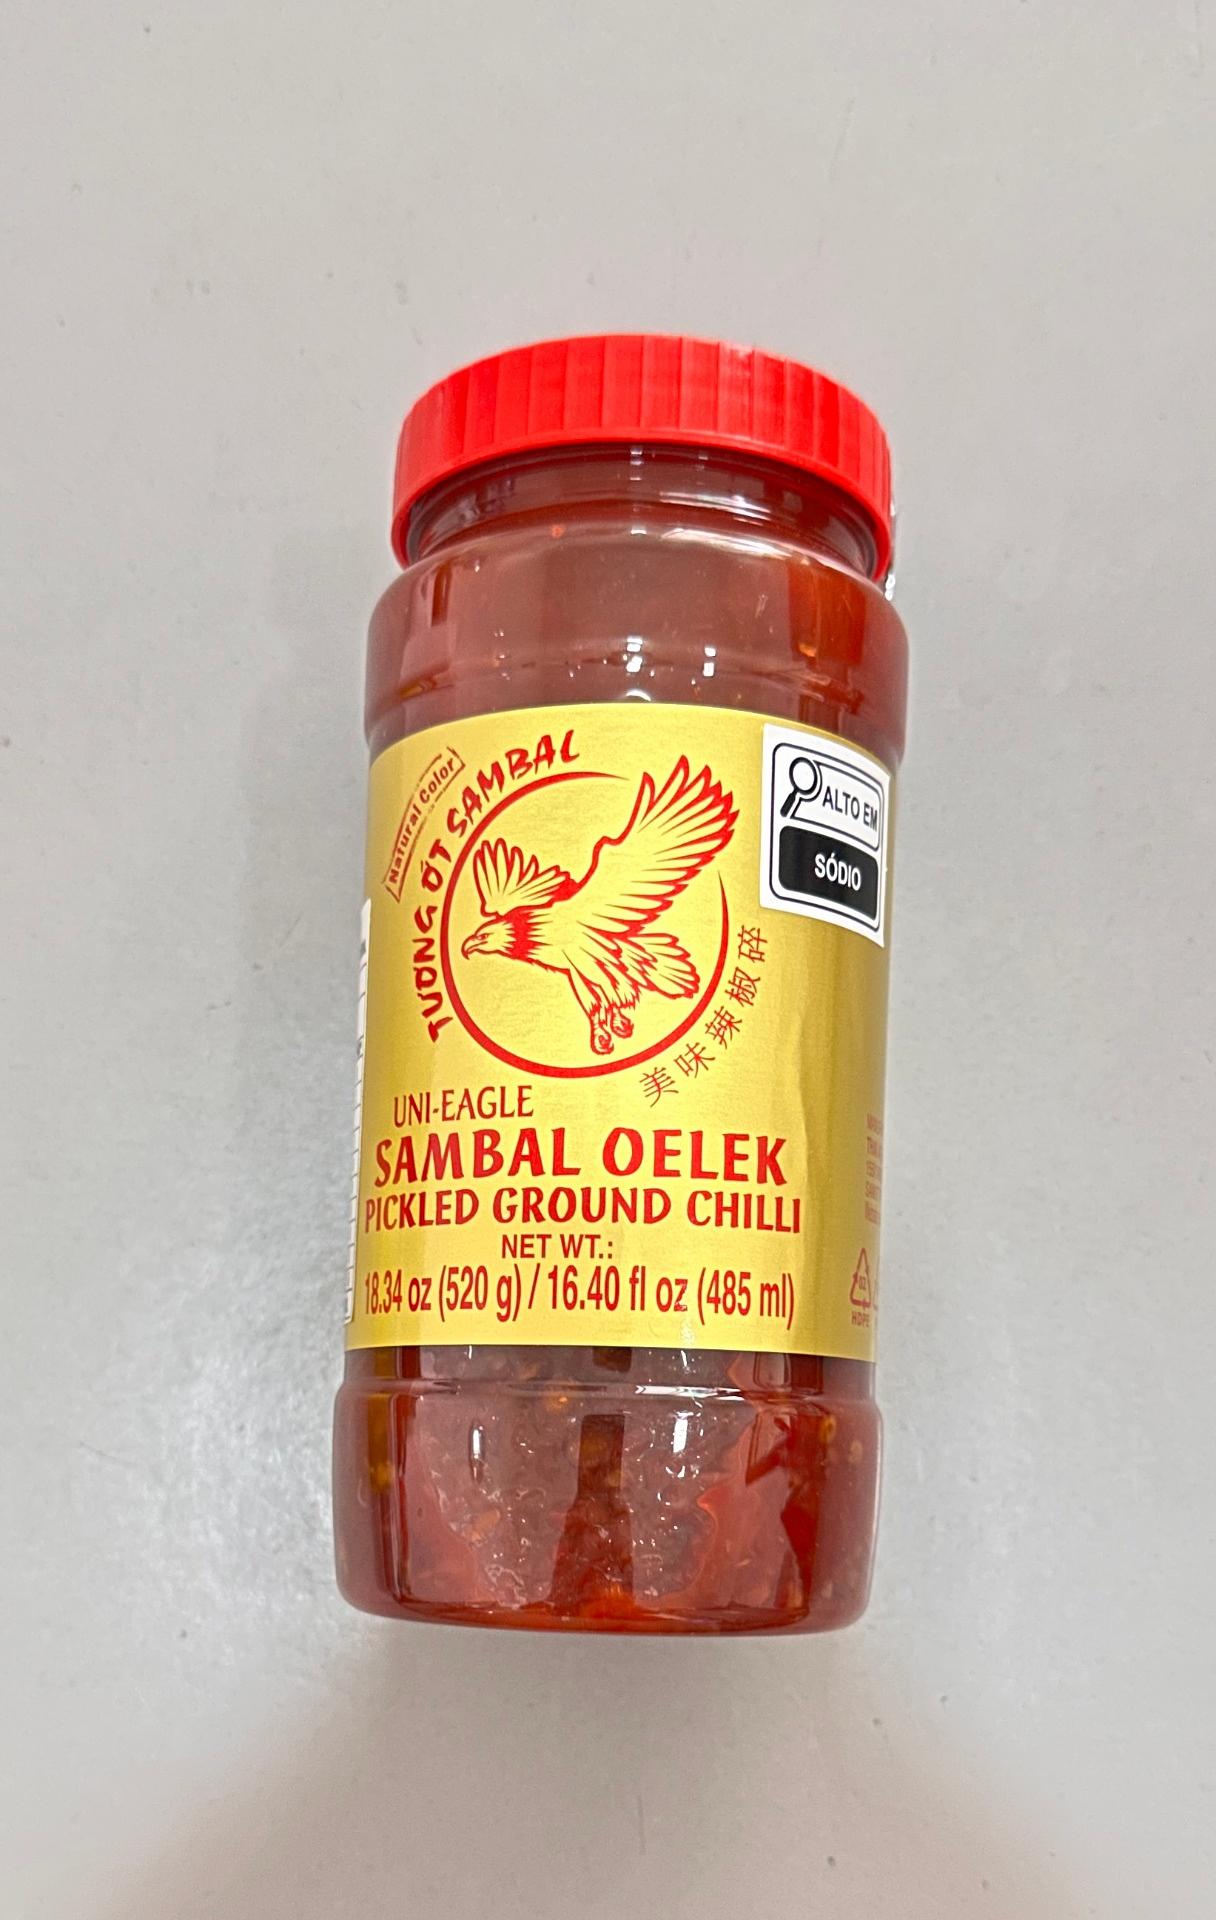 Natural Color
TƯƠNG ỚT SAMBAL
ALTO EM
SÓDIO
美味辣椒碎
UNI-EAGLE
SAMBAL OELEK
PICKLED GROUND CHILLI
NET WT.:
18.34 oz (520 g) / 16.40 fl oz (485 ml)
HDPE